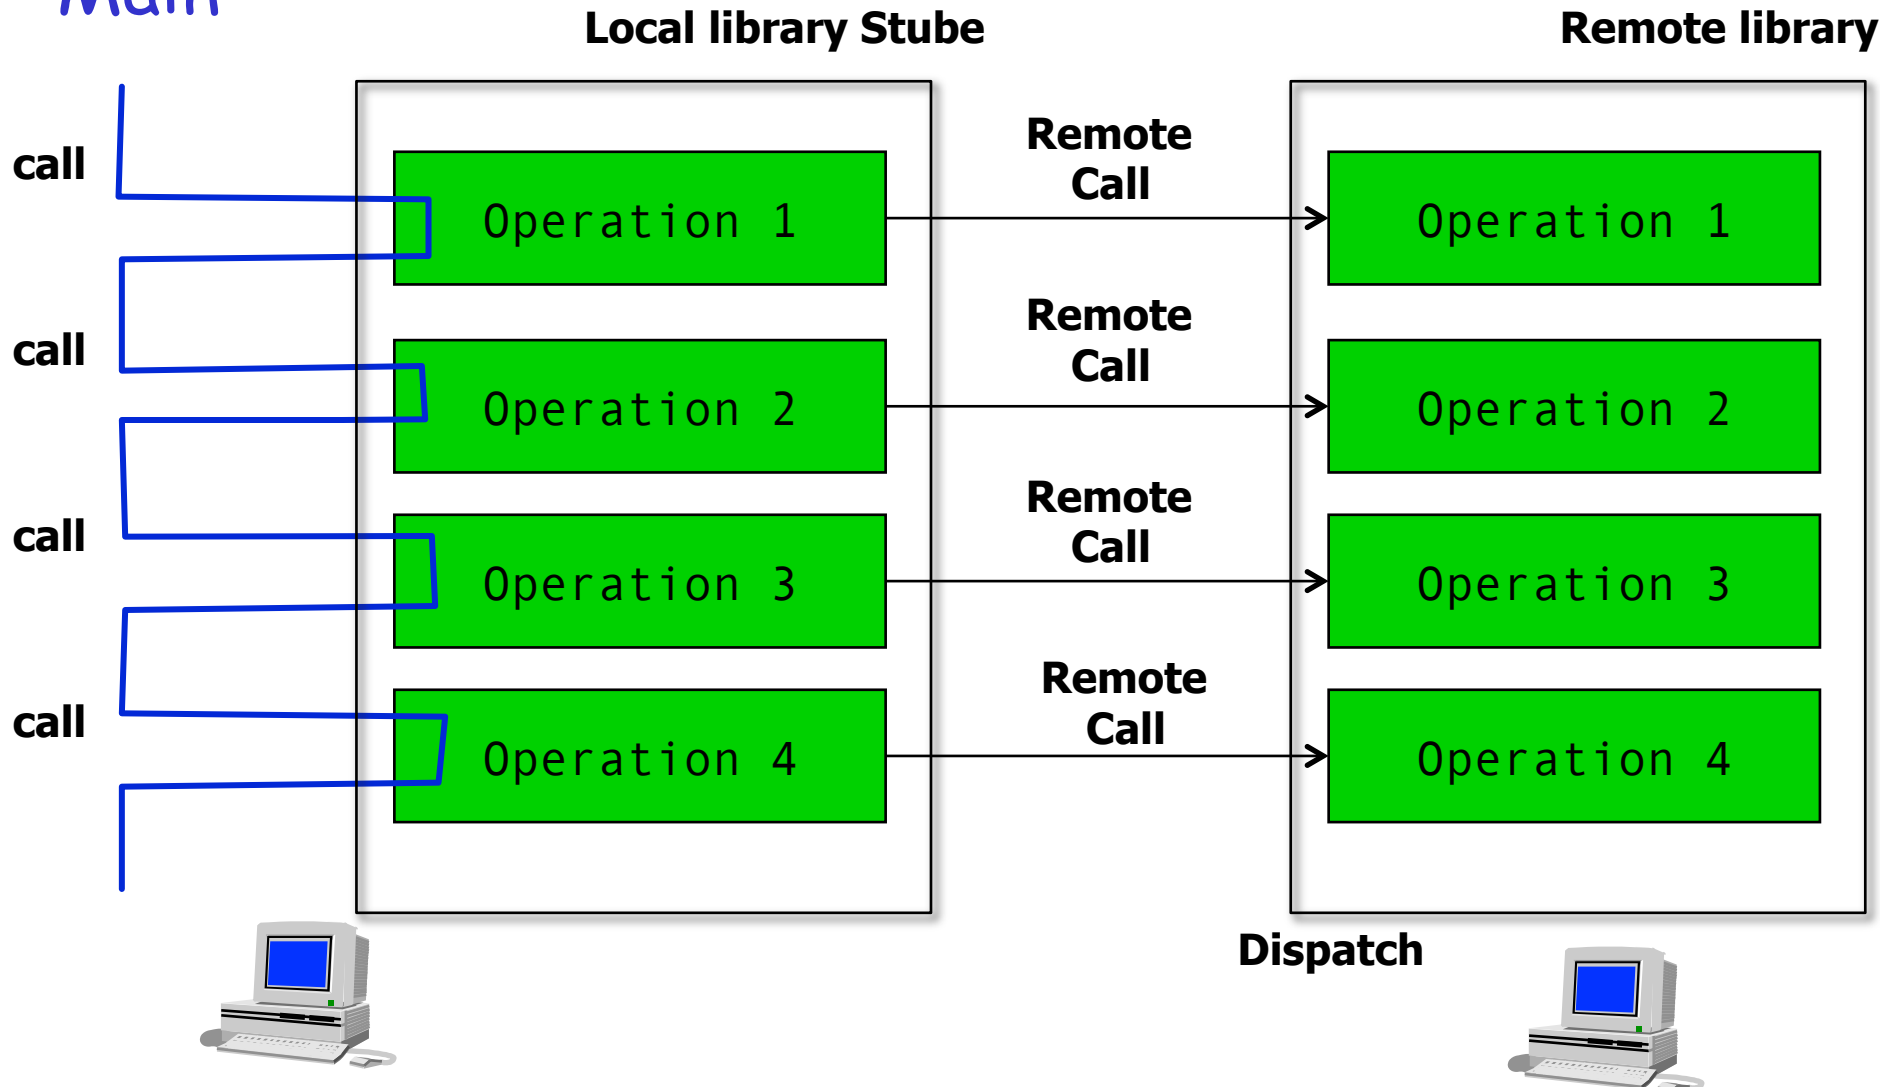 Main
Local library Stube
Remote library
call
Operation 1
Remote
Call
Operation 1
call
Operation 2
Remote
Call
Operation 2
call
Operation 3
Remote
Call
Operation 3
call
Operation 4
Remote
Call
Operation 4
Dispatch